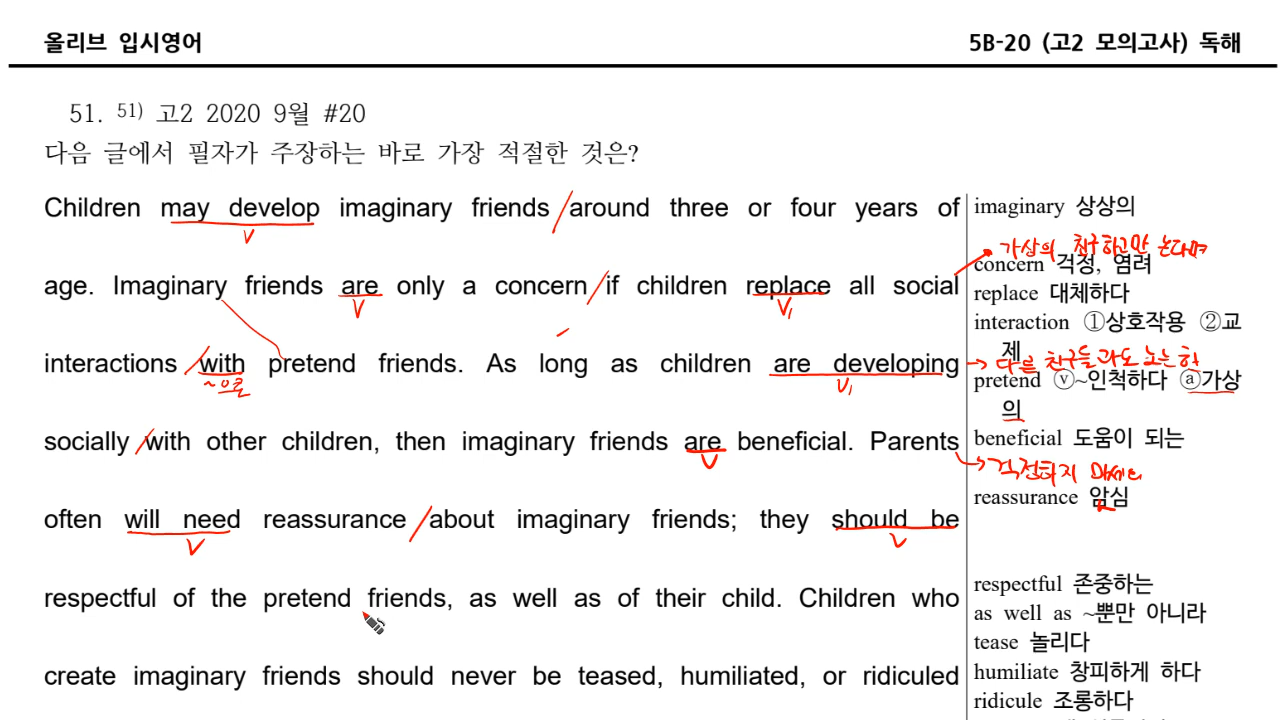 올리브 입시영어
5B-20 (고2 모의고사) 독해
51. 51) 고2 2020 9월 #20
다음 글에서 필자가 주장하는 바로 가장 적절한 것은?
Children may develop imaginary friends around three or four years of
age. Imaginary friends are only a concern if children replace all social
interactions with pretend friends. As long as children are developing
socially with other children, then imaginary friends are beneficial. Parents
often will need reassurance about imaginary friends; they should be
respectful of the pretend friends, as well as of their child. Children who
create imaginary friends should never be teased, humiliated, or ridiculed
V
V
V
~으로
V
V
V
V
imaginary 상상의
가상의 친구하고만
concern 걱정, 염려
replace 대체하다
interaction ①상호작용 ②교
제
다른 친구들과도 노는 한
pretend ⓥ~인척하다 ⓐ가상
의
beneficial 도움이 되는
걱정하지 마세요
reassurance 암심
respectful 존중하는
as well as ~뿐만 아니라
tease 놀리다
humiliate 창피하게 하다
ridicule 조롱하다